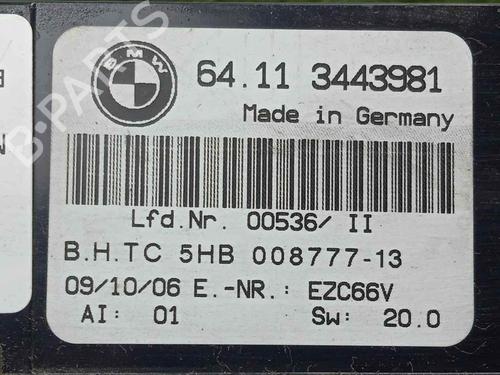 BMW
64.11 3443981
Made in Germany
Lfd.Nr. 00536/ II
B.H.TC 5HB 008777-13
09/10/06 E.-NR.: EZC66V
AI: 01 Sw: 20.0
B-PARTS